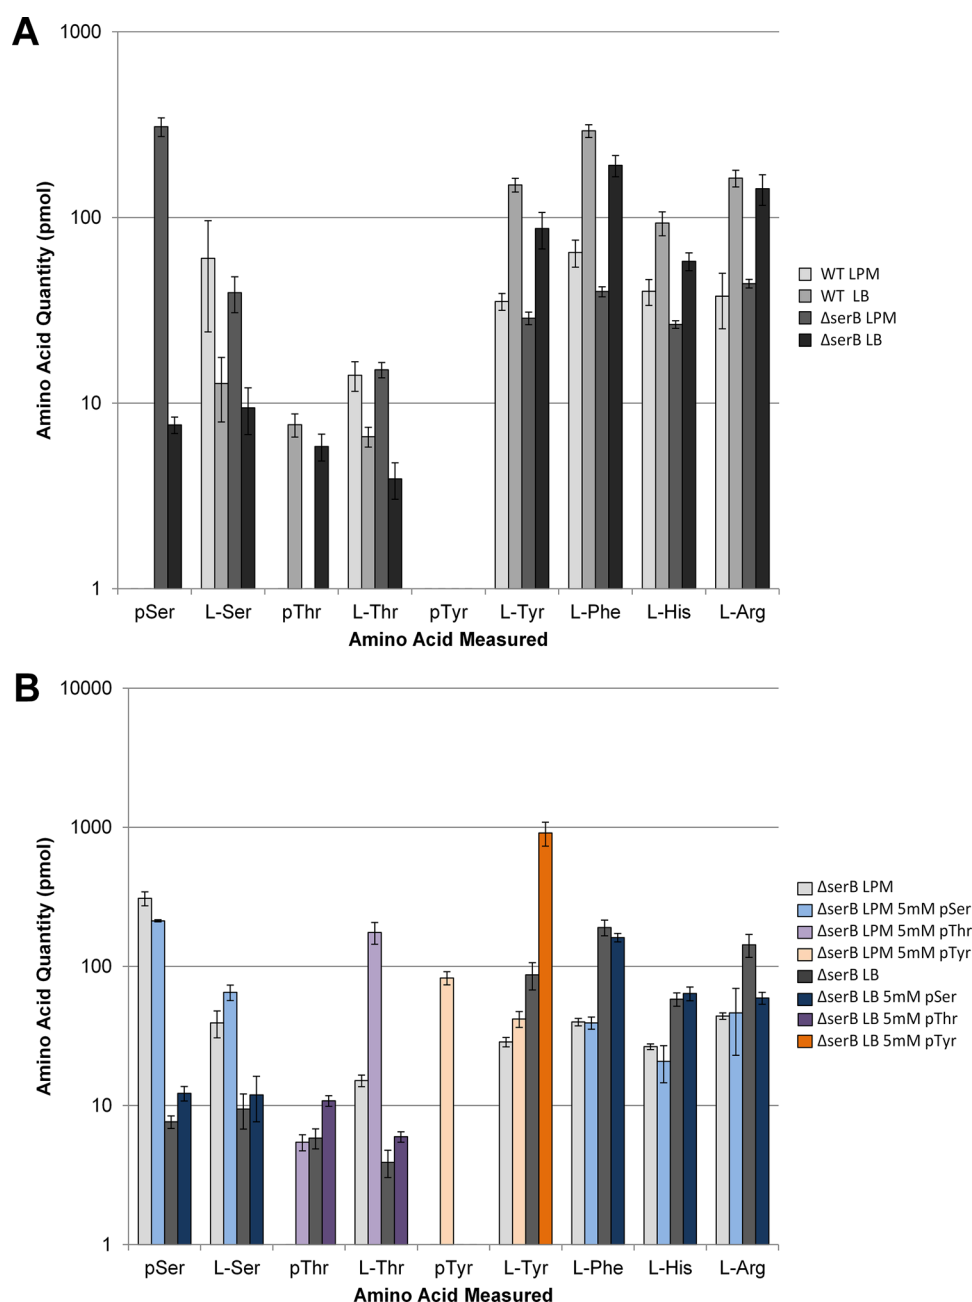 A
1000
100
10
1
Amino Acid Quantity (pmol)
pSer L-Ser pThr L-Thr pTyr L-Tyr L-Phe L-His L-Arg
Amino Acid Measured
WT LPM
WT LB
ΔserB LPM
ΔserB LB
B
10000
1000
100
10
1
Amino Acid Quantity (pmol)
pSer L-Ser pThr L-Thr pTyr L-Tyr L-Phe L-His L-Arg
Amino Acid Measured
ΔserB LPM
ΔserB LPM 5mM pSer
ΔserB LPM 5mM pThr
ΔserB LPM 5mM pTyr
ΔserB LB
ΔserB LB 5mM pSer
ΔserB LB 5mM pThr
ΔserB LB 5mM pTyr